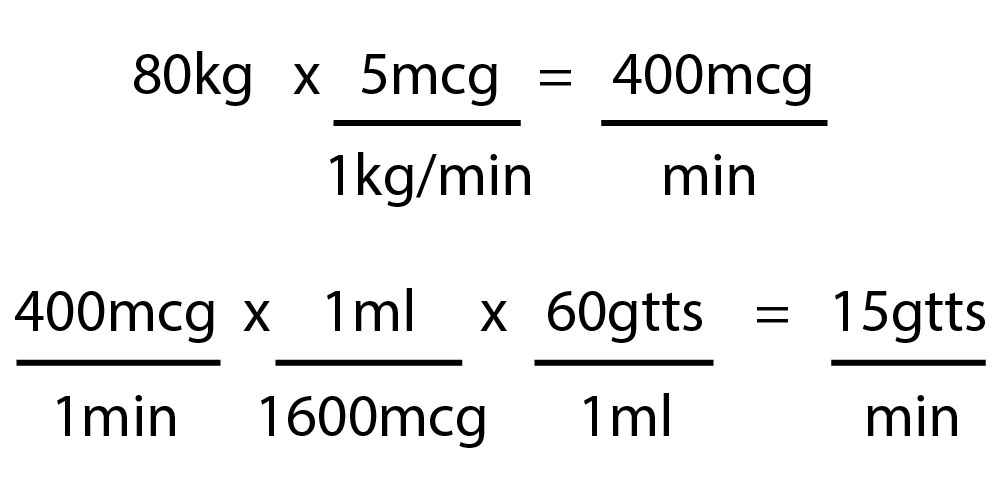 80kg x 5mcg = 400mcg
1kg/min min
400mcg x 1ml x 60gtts = 15gtts
1min 1600mcg 1ml min